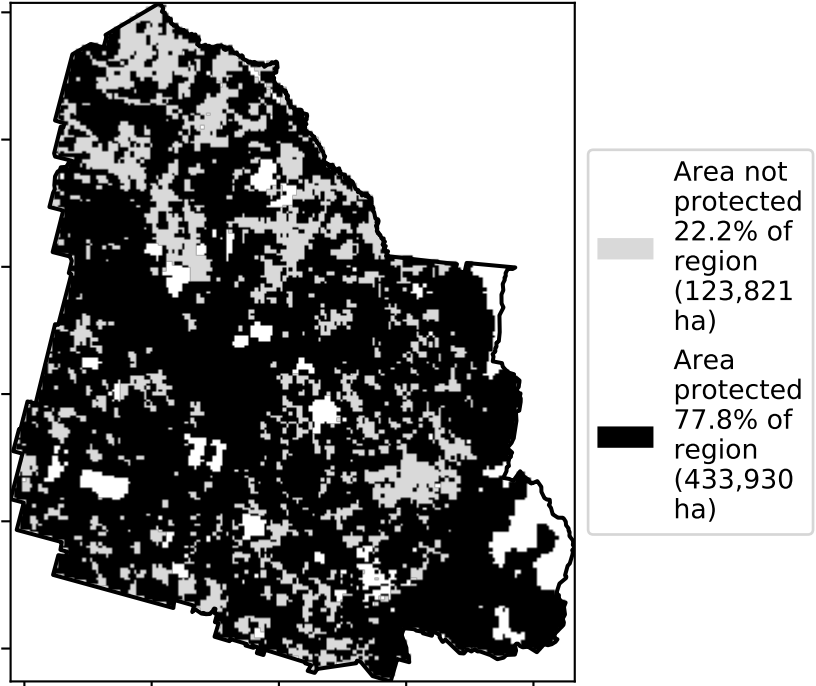 Area not
protected
22.2% of
region
(123,821
ha)
Area
protected
77.8% of
region
(433,930
ha)